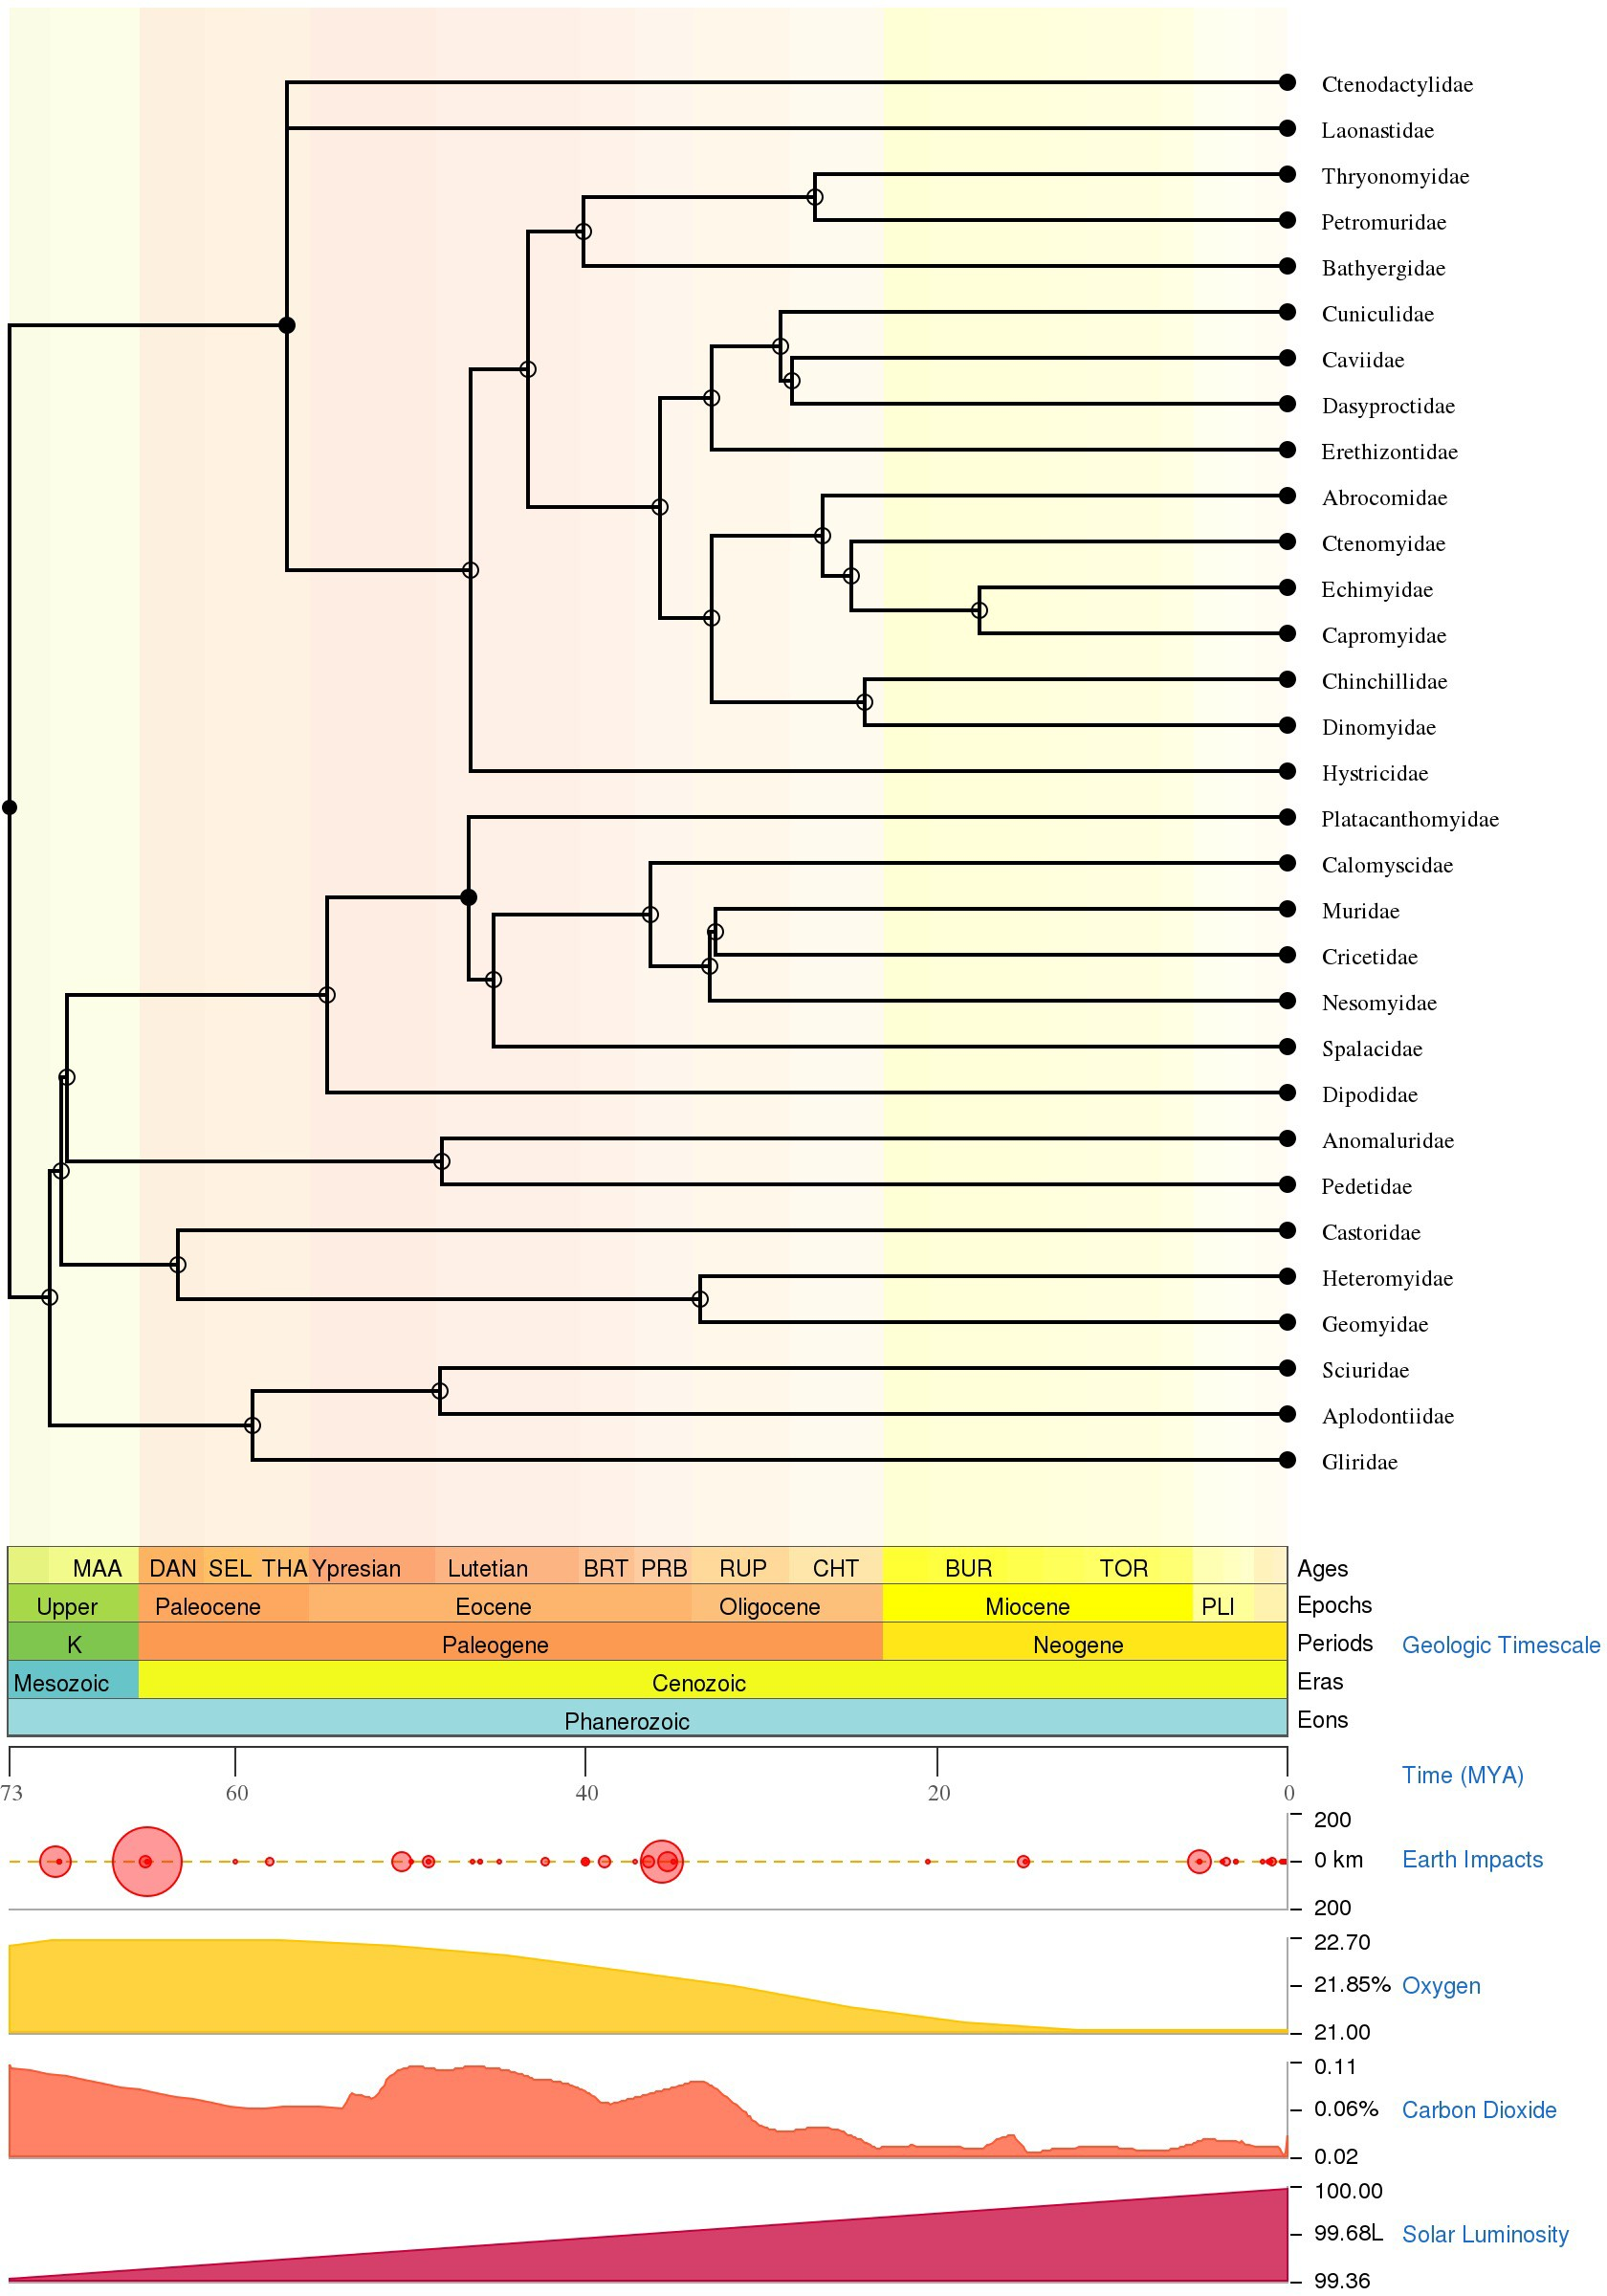 Ctenodactylidae
Laonastidae
Thryonomyidae
Petromuridae
Bathyergidae
Cuniculidae
Caviidae
Dasyproctidae
Erethizontidae
Abrocomidae
Ctenomyidae
Echimyidae
Capromyidae
Chinchillidae
Dinomyidae
Hystricidae
Platacanthomyidae
Calomyscidae
Muridae
Cricetidae
Nesomyidae
Spalacidae
Dipodidae
Anomaluridae
Pedetidae
Castoridae
Heteromyidae
Geomyidae
Sciuridae
Aplodontiidae
Gliridae
MAA DAN SEL THA Ypresian Lutetian BRT PRB RUP CHT BUR TOR Ages
Upper Paleocene Eocene Oligocene Miocene PLI Epochs
K Paleogene Neogene Periods Geologic Timescale
Mesozoic Cenozoic Eras
Phanerozoic Eons
Time (MYA)
73 60 40 20 0
200
0 km Earth Impacts
200
22.70
21.85% Oxygen
21.00
0.11
0.06% Carbon Dioxide
0.02
100.00
99.68L Solar Luminosity
99.36